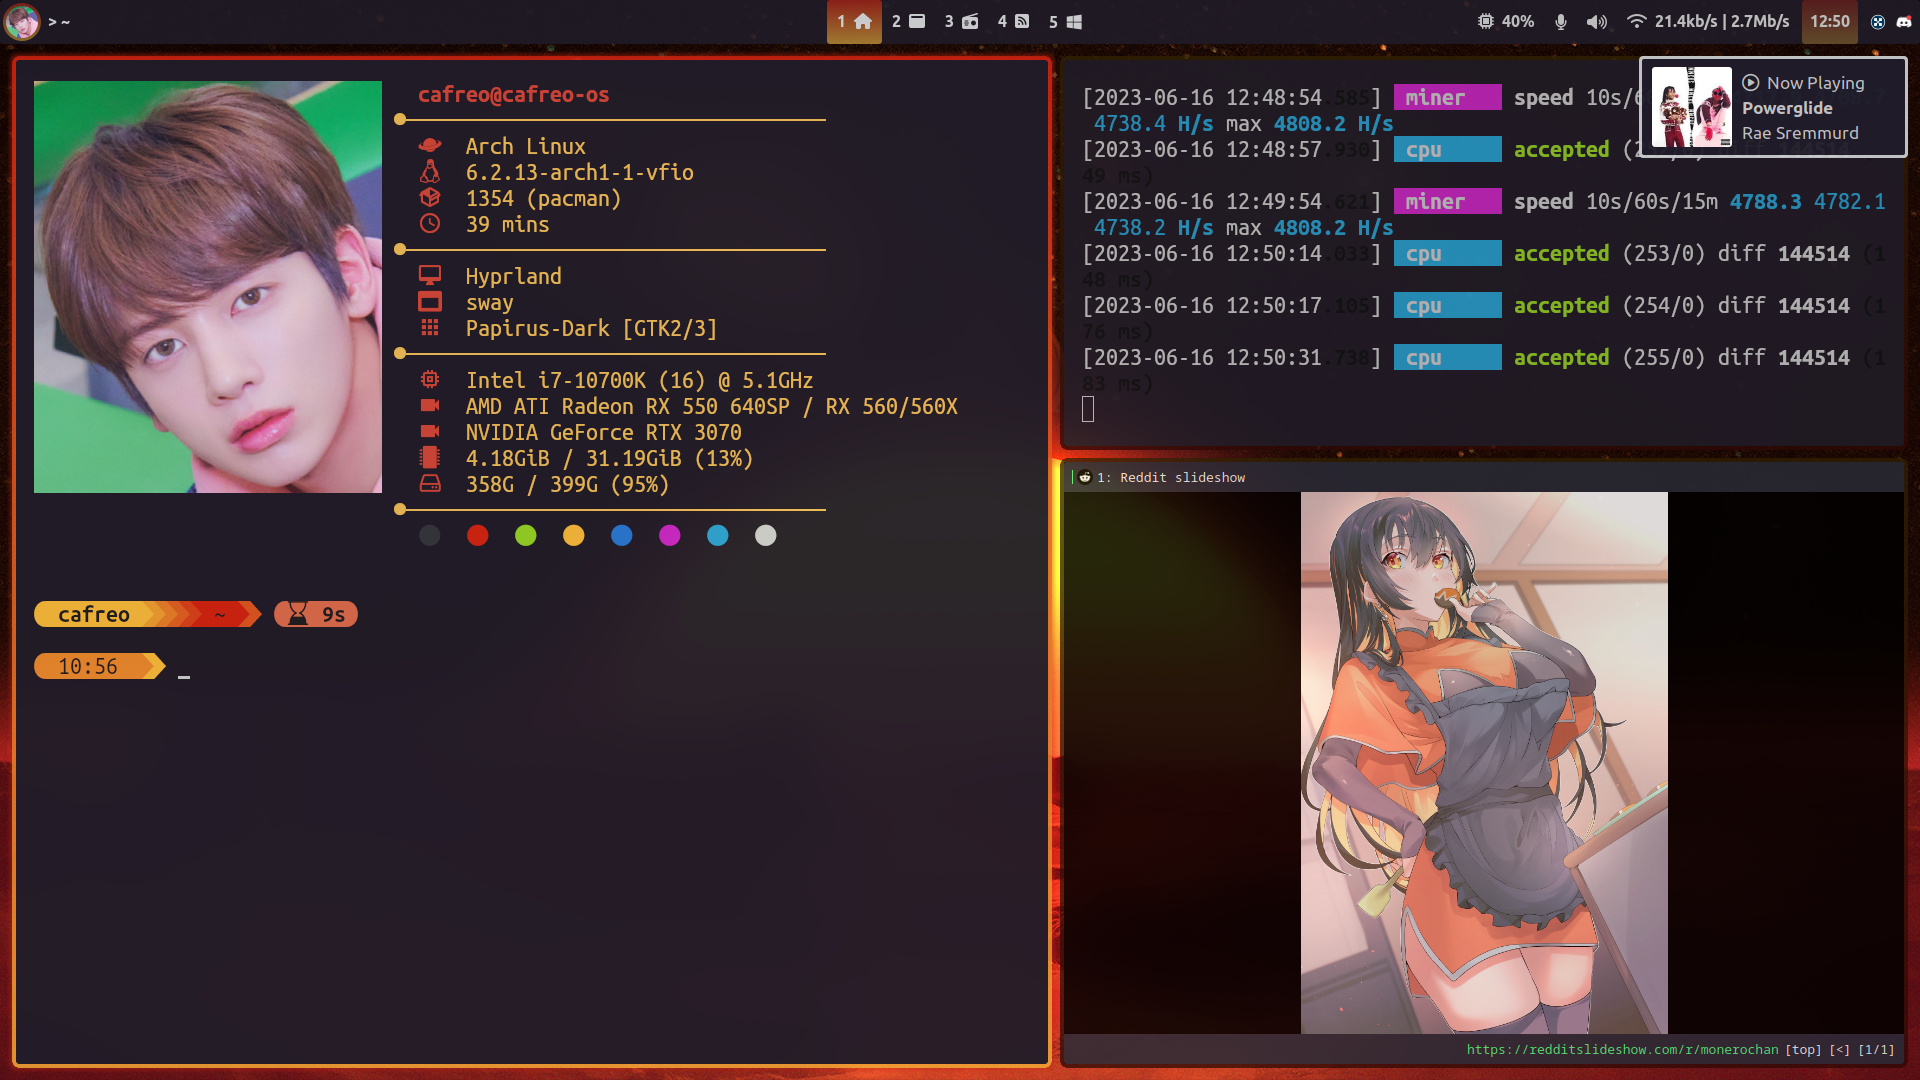 > ~
1
2
3
4
5
40%
21.4kb/s | 2.7Mb/s
12:50
cafreo@cafreo-os
Arch Linux
6.2.13-arch1-1-vfio
1354 (pacman)
39 mins
Hyprland
sway
Papirus-Dark [GTK2/3]
Intel i7-10700K (16) @ 5.1GHz
AMD ATI Radeon RX 550 640SP / RX 560/560X
NVIDIA GeForce RTX 3070
4.18GiB / 31.19GiB (13%)
358G / 399G (95%)
cafreo ~ 9s
10:56 _
[2023-06-16 12:48:54.585] miner speed 10s/6
4738.4 H/s max 4808.2 H/s
[2023-06-16 12:48:57.930] cpu accepted diff 144514
49 ms)
[2023-06-16 12:49:54.621] miner speed 10s/60s/15m 4788.3 4782.1
4738.2 H/s max 4808.2 H/s
[2023-06-16 12:50:14.033] cpu accepted (253/0) diff 144514 (1
48 ms)
[2023-06-16 12:50:17.105] cpu accepted (254/0) diff 144514 (1
76 ms)
[2023-06-16 12:50:31.738] cpu accepted (255/0) diff 144514 (1
83 ms)
Now Playing
Powerglide
Rae Sremmurd
1: Reddit slideshow
https://redditslideshow.com/r/monerochan [top] [<] [1/1]